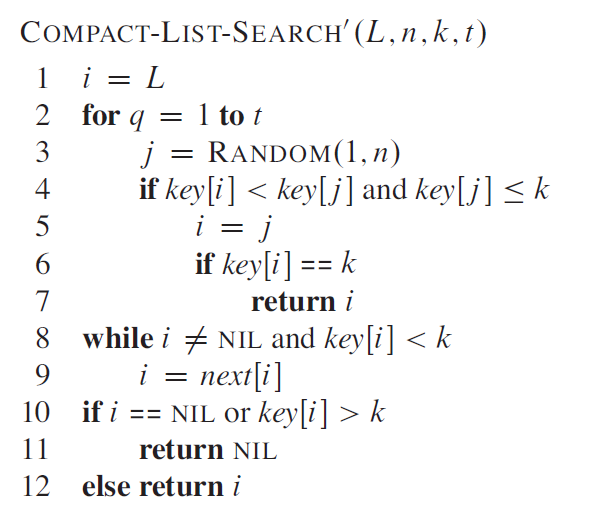 COMPACT-LIST-SEARCH′(L, n, k, t)
1 i = L
2 for q = 1 to t
3 j = RANDOM(1, n)
4 if key[i] < key[j] and key[j] ≤ k
5 i = j
6 if key[i] == k
7 return i
8 while i ≠ NIL and key[i] < k
9 i = next[i]
10 if i == NIL or key[i] > k
11 return NIL
12 else return i